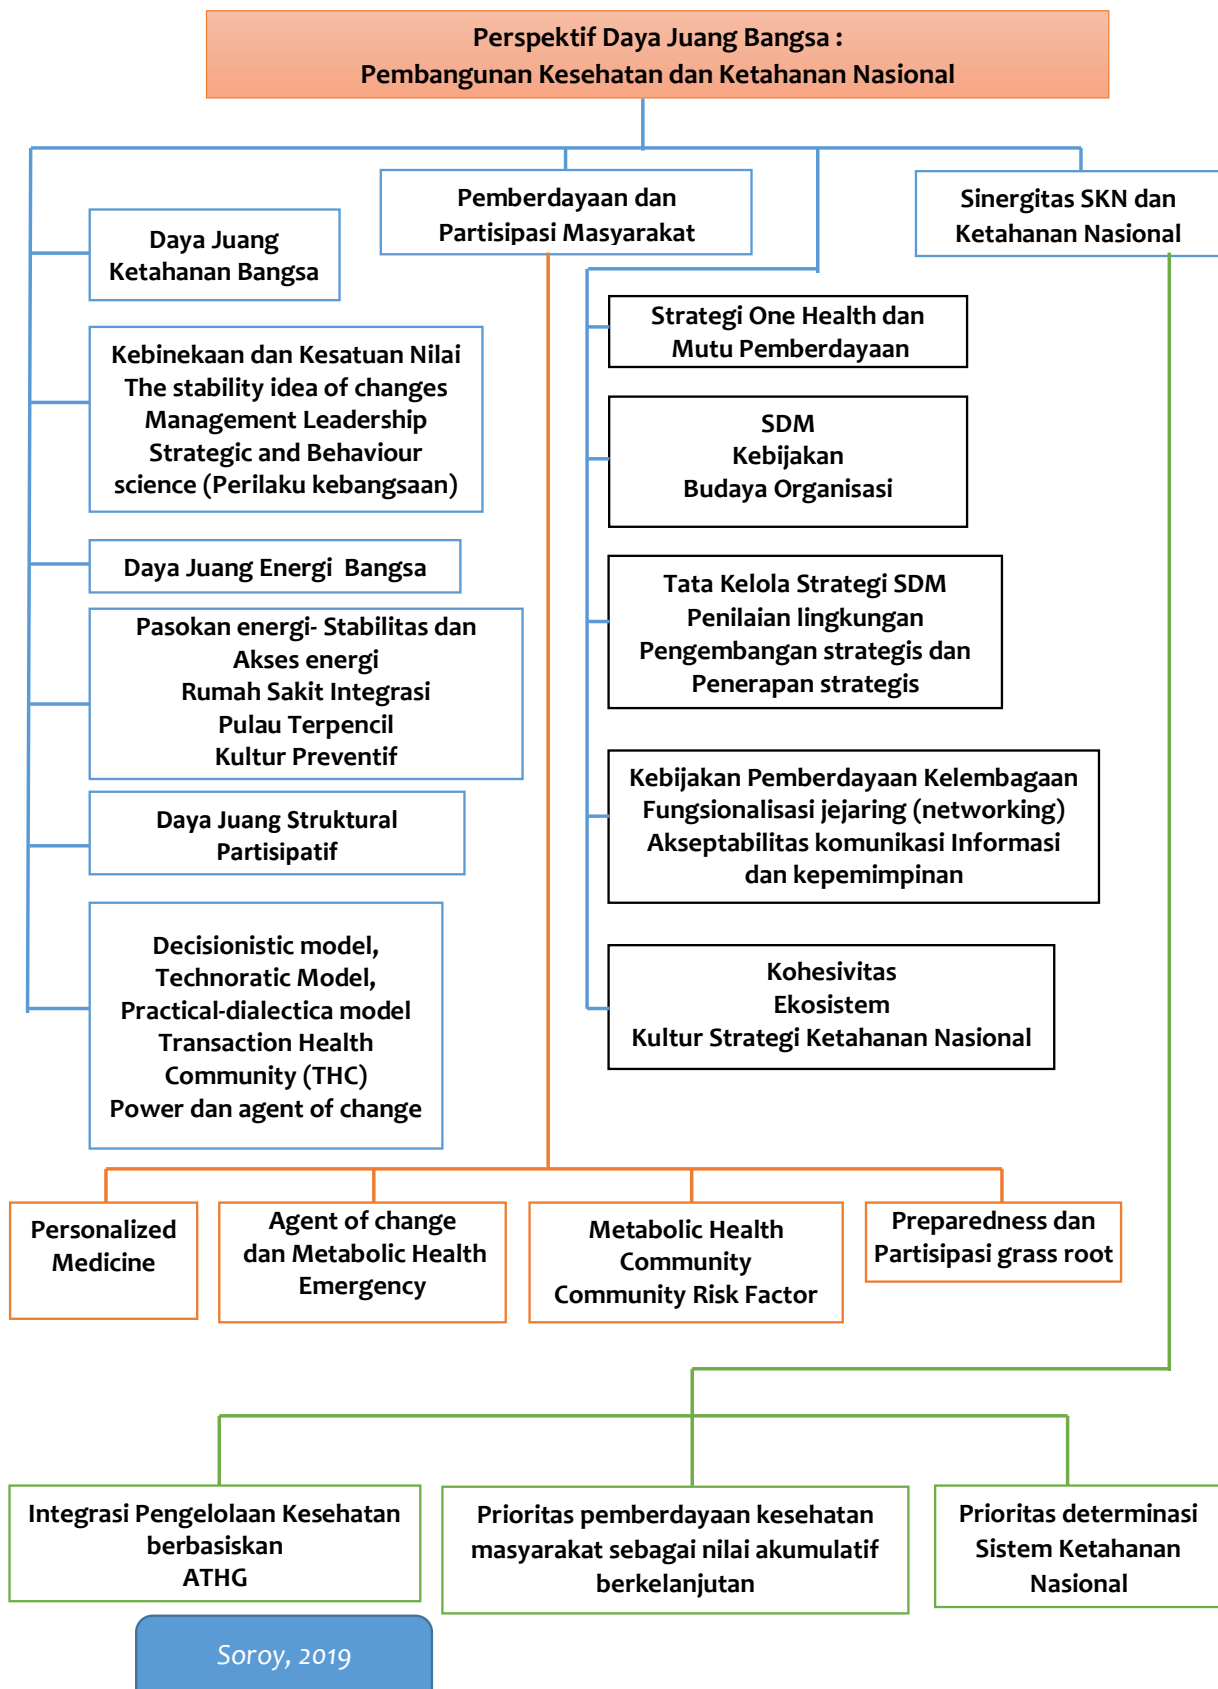 Perspektif Daya Juang Bangsa :
Pembangunan Kesehatan dan Ketahanan Nasional
Pemberdayaan dan
Partisipasi Masyarakat
Sinergitas SKN dan
Ketahanan Nasional
Daya Juang
Ketahanan Bangsa
Kebinekaan dan Kesatuan Nilai
The stability idea of changes
Management Leadership
Strategic and Behaviour
science (Perilaku kebangsaan)
Daya Juang Energi Bangsa
Pasokan energi- Stabilitas dan
Akses energi
Rumah Sakit Integrasi
Pulau Terpencil
Kultur Preventif
Daya Juang Struktural
Partisipatif
Decisionistic model,
Technoratic Model,
Practical-dialectica model
Transaction Health
Community (THC)
Power dan agent of change
Strategi One Health dan
Mutu Pemberdayaan
SDM
Kebijakan
Budaya Organisasi
Tata Kelola Strategi SDM
Penilaian lingkungan
Pengembangan strategis dan
Penerapan strategis
Kebijakan Pemberdayaan Kelembagaan
Fungsionalisasi jejaring (networking)
Akseptabilitas komunikasi Informasi
dan kepemimpinan
Kohesivitas
Ekosistem
Kultur Strategi Ketahanan Nasional
Personalized
Medicine
Agent of change
dan Metabolic Health
Emergency
Metabolic Health
Community
Community Risk Factor
Preparedness dan
Partisipasi grass root
Integrasi Pengelolaan Kesehatan
berbasiskan
ATHG
Prioritas pemberdayaan kesehatan
masyarakat sebagai nilai akumulatif
berkelanjutan
Prioritas determinasi
Sistem Ketahanan
Nasional
Soroy, 2019